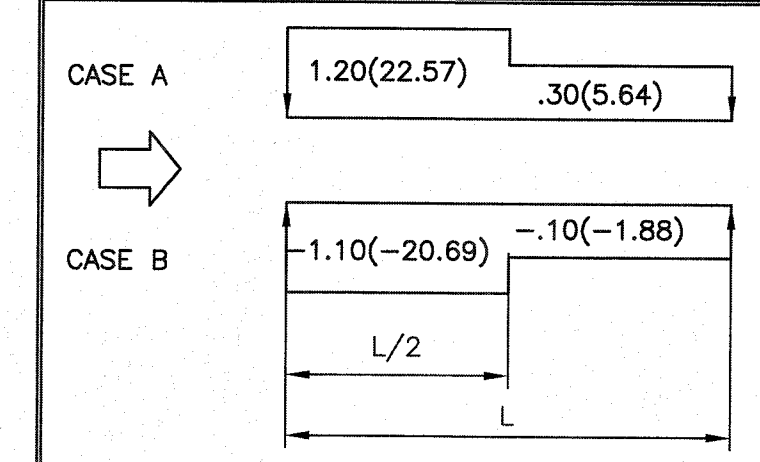 CASE A
1.20(22.57)
.30(5.64)
CASE B
-1.10(-20.69)
-.10(-1.88)
L/2
L